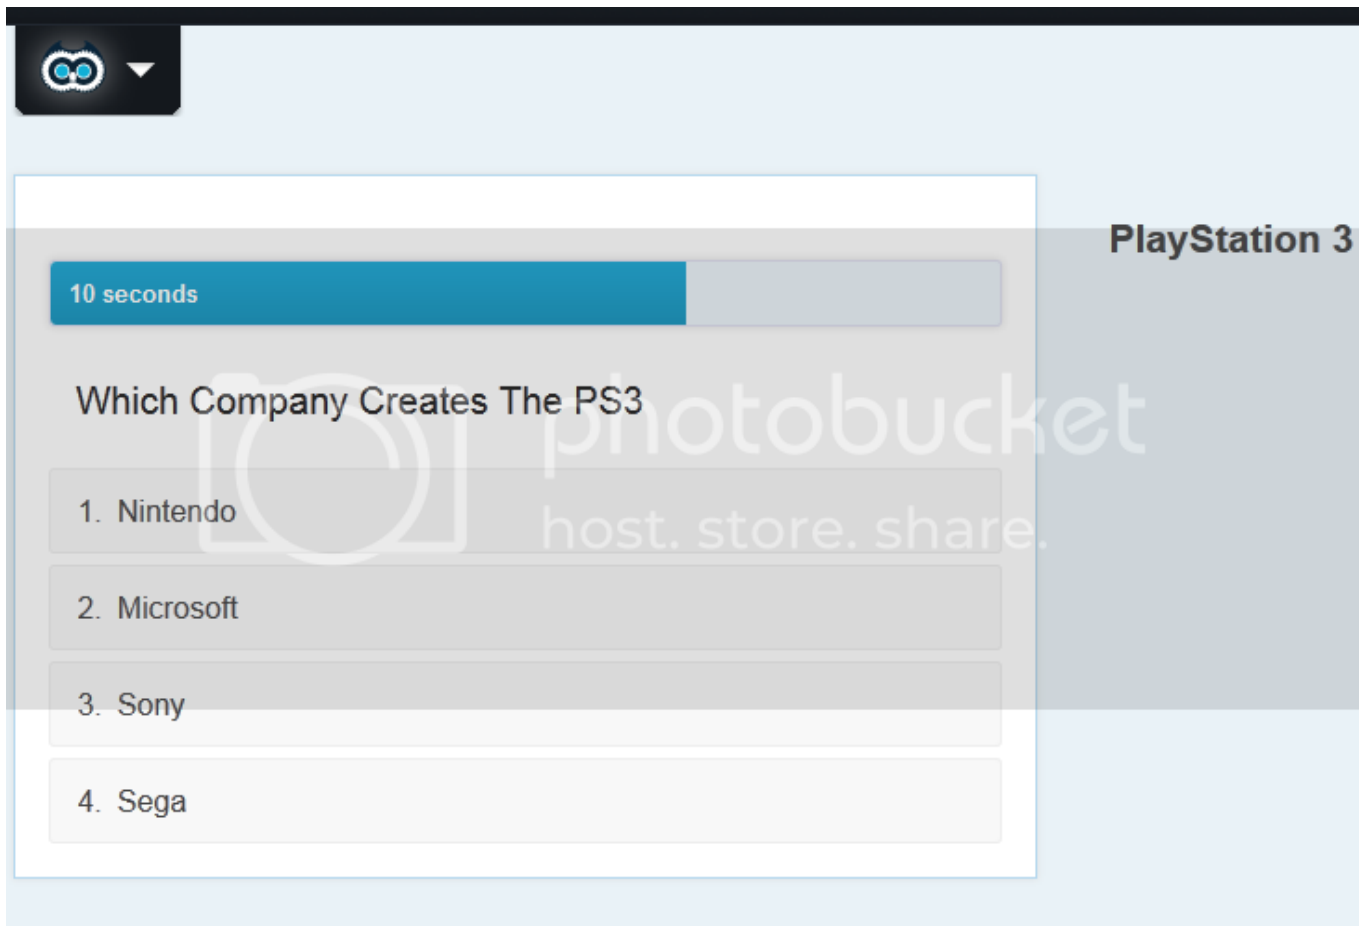 PlayStation 3
10 seconds
Which Company Creates The PS3
1. Nintendo
2. Microsoft
3. Sony
4. Sega
photobucket
host. store. share.